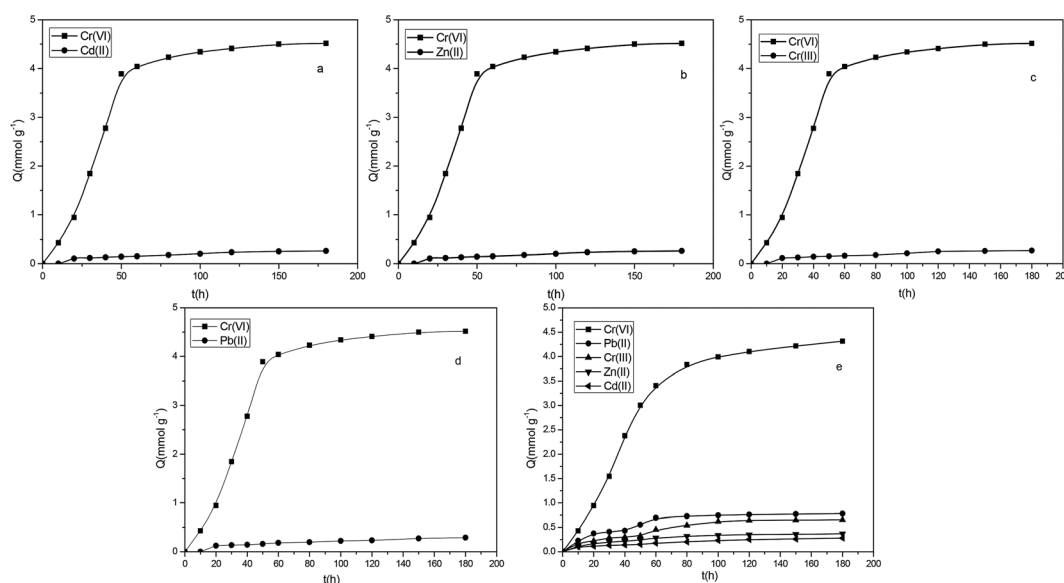 Cr(VI)
Cd(II)
a
5
4
3
2
1
0
0
50
100
150
200
Q(mmol g⁻¹)
t(h)
Cr(VI)
Zn(II)
b
5
4
3
2
1
0
0
50
100
150
200
Q(mmol g⁻¹)
t(h)
Cr(VI)
Cr(III)
c
5
4
3
2
1
0
0 20 40 60 80 100 120 140 160 180 200
Q(mmol g⁻¹)
t(h)
Cr(VI)
Pb(II)
d
5
4
3
2
1
0
0 20 40 60 80 100 120 140 160 180 200
Q(mmol g⁻¹)
t(h)
Cr(VI)
Pb(II)
Cr(III)
Zn(II)
Cd(II)
e
5.0
4.5
4.0
3.5
3.0
2.5
2.0
1.5
1.0
0.5
0.0
0 20 40 60 80 100 120 140 160 180 200
Q(mmol g⁻¹)
t(h)